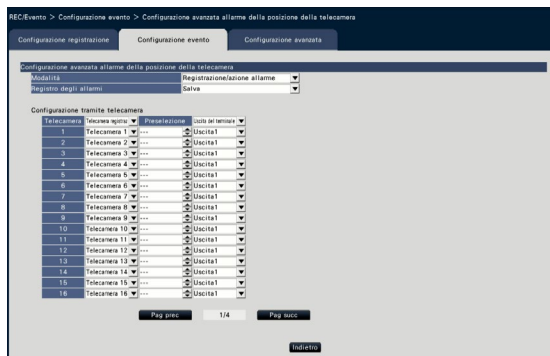 REC/Evento > Configurazione evento > Configurazione avanzata allarme della posizione della telecamera
Configurazione registrazione Configurazione evento Configurazione avanzata
Configurazione avanzata allarme della posizione della telecamera
Modalità Registrazione/azione allarme
Registro degli allarmi Salva
Configurazione tramite telecamera
Telecamera Telecamera registraz Preselezione Uscita del terminale
1 Telecamera 1 --- Uscita1
2 Telecamera 2 --- Uscita1
3 Telecamera 3 --- Uscita1
4 Telecamera 4 --- Uscita1
5 Telecamera 5 --- Uscita1
6 Telecamera 6 --- Uscita1
7 Telecamera 7 --- Uscita1
8 Telecamera 8 --- Uscita1
9 Telecamera 9 --- Uscita1
10 Telecamera 10 --- Uscita1
11 Telecamera 11 --- Uscita1
12 Telecamera 12 --- Uscita1
13 Telecamera 13 --- Uscita1
14 Telecamera 14 --- Uscita1
15 Telecamera 15 --- Uscita1
16 Telecamera 16 --- Uscita1
Pag prec 1/4 Pag succ
Indietro